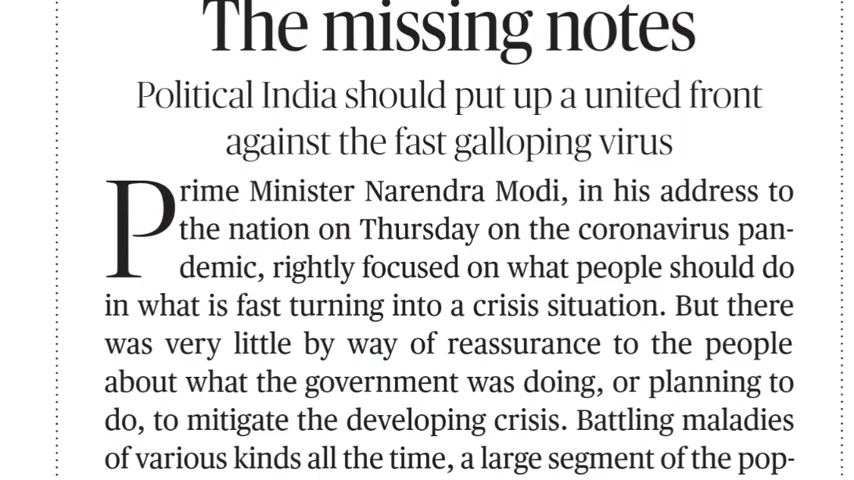 The missing notes
Political India should put up a united front
against the fast galloping virus
Prime Minister Narendra Modi, in his address to
the nation on Thursday on the coronavirus pan-
demic, rightly focused on what people should do
in what is fast turning into a crisis situation. But there
was very little by way of reassurance to the people
about what the government was doing, or planning to
do, to mitigate the developing crisis. Battling maladies
of various kinds all the time, a large segment of the pop-